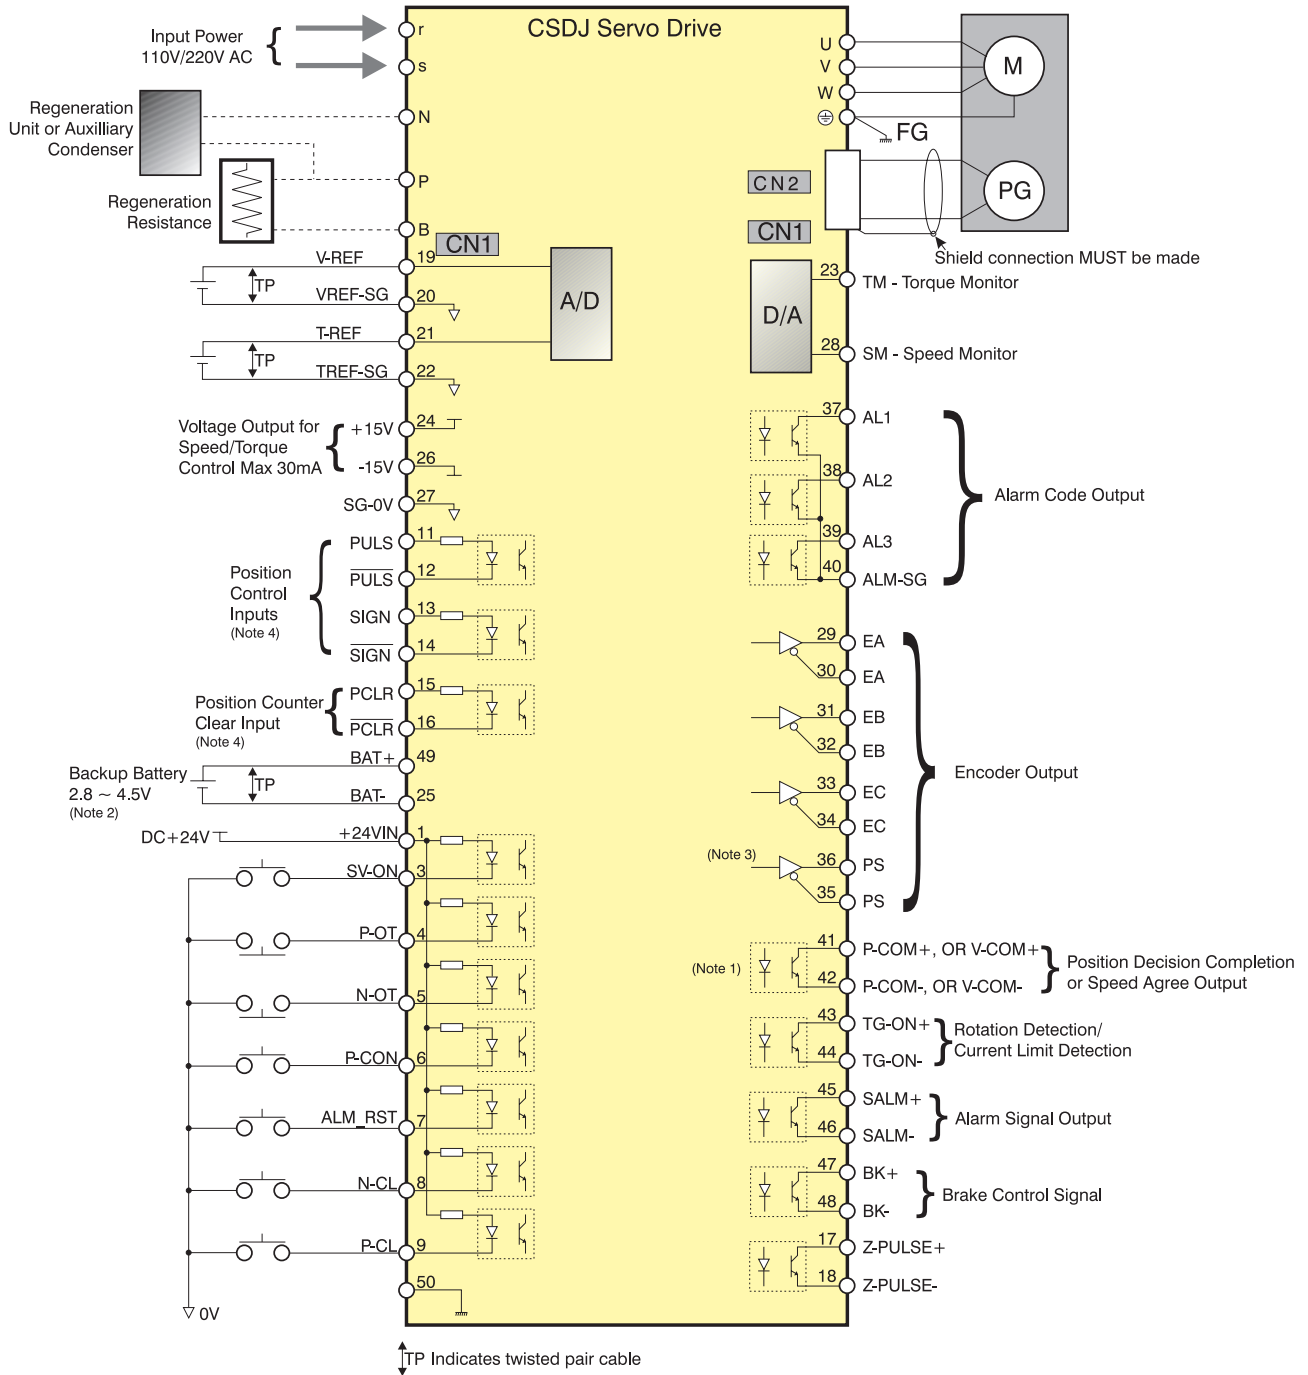 CSDJ Servo Drive
Input Power
110V/220V AC
r
s
Regeneration
Unit or Auxilliary
Condenser
N
P
Regeneration
Resistance
B
CN1
V-REF
19
TP
VREF-SG
20
T-REF
21
TP
TREF-SG
22
A/D
Voltage Output for
Speed/Torque
Control Max 30mA
+15V
24
-15V
26
SG-0V
27
PULS
11
PULS
12
SIGN
13
SIGN
14
Position
Control
Inputs
(Note 4)
PCLR
15
PCLR
16
Position Counter
Clear Input
(Note 4)
BAT+
49
TP
BAT-
25
Backup Battery
2.8 ~ 4.5V
(Note 2)
DC+24V
+24VIN
1
SV-ON
3
P-OT
4
N-OT
5
P-CON
6
ALM_RST
7
N-CL
8
P-CL
9
50
0V
U
V
W
FG
M
PG
CN2
CN1
Shield connection MUST be made
D/A
23
TM - Torque Monitor
28
SM - Speed Monitor
37
AL1
38
AL2
39
AL3
40
ALM-SG
Alarm Code Output
29
EA
30
EA
31
EB
32
EB
33
EC
34
EC
(Note 3)
36
PS
35
PS
Encoder Output
(Note 1)
41
P-COM+, OR V-COM+
42
P-COM-, OR V-COM-
Position Decision Completion
or Speed Agree Output
43
TG-ON+
44
TG-ON-
Rotation Detection/
Current Limit Detection
45
SALM+
46
SALM-
Alarm Signal Output
47
BK+
48
BK-
Brake Control Signal
17
Z-PULSE+
18
Z-PULSE-
TP Indicates twisted pair cable